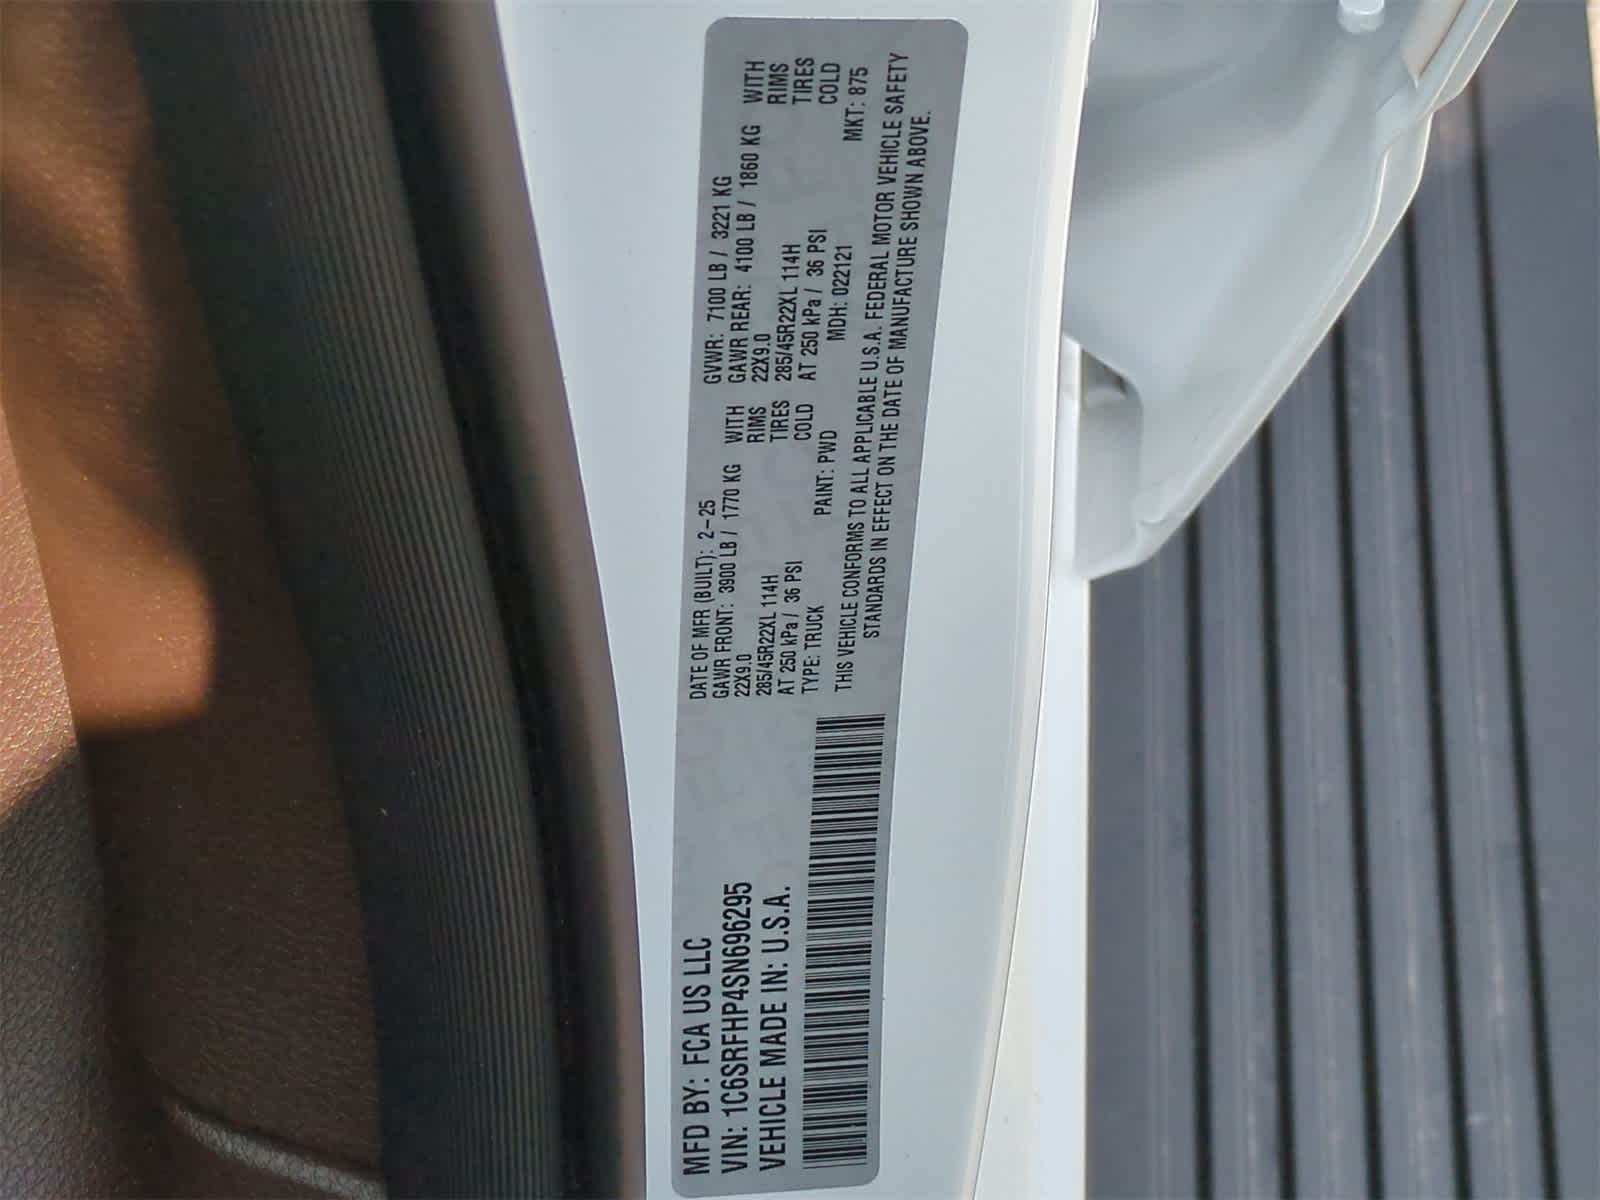 MFD BY: FCA US LLC
VIN: 1C6SRFHP4SN696295
VEHICLE MADE IN: U.S.A.
DATE OF MFR (BUILT): 2-25
GAWR FRONT: 3900 LB / 1770 KG WITH
22X9.0 RIMS
285/45R22XL 114H TIRES
AT 250 kPa / 36 PSI COLD
GVWR: 7100 LB / 3221 KG
GAWR REAR: 4100 LB / 1860 KG WITH
22X9.0 RIMS
285/45R22XL 114H TIRES
AT 250 kPa / 36 PSI COLD
TYPE: TRUCK PAINT: PWD MDH: 022121 MKT: 875
THIS VEHICLE CONFORMS TO ALL APPLICABLE U.S.A. FEDERAL MOTOR VEHICLE SAFETY
STANDARDS IN EFFECT ON THE DATE OF MANUFACTURE SHOWN ABOVE.